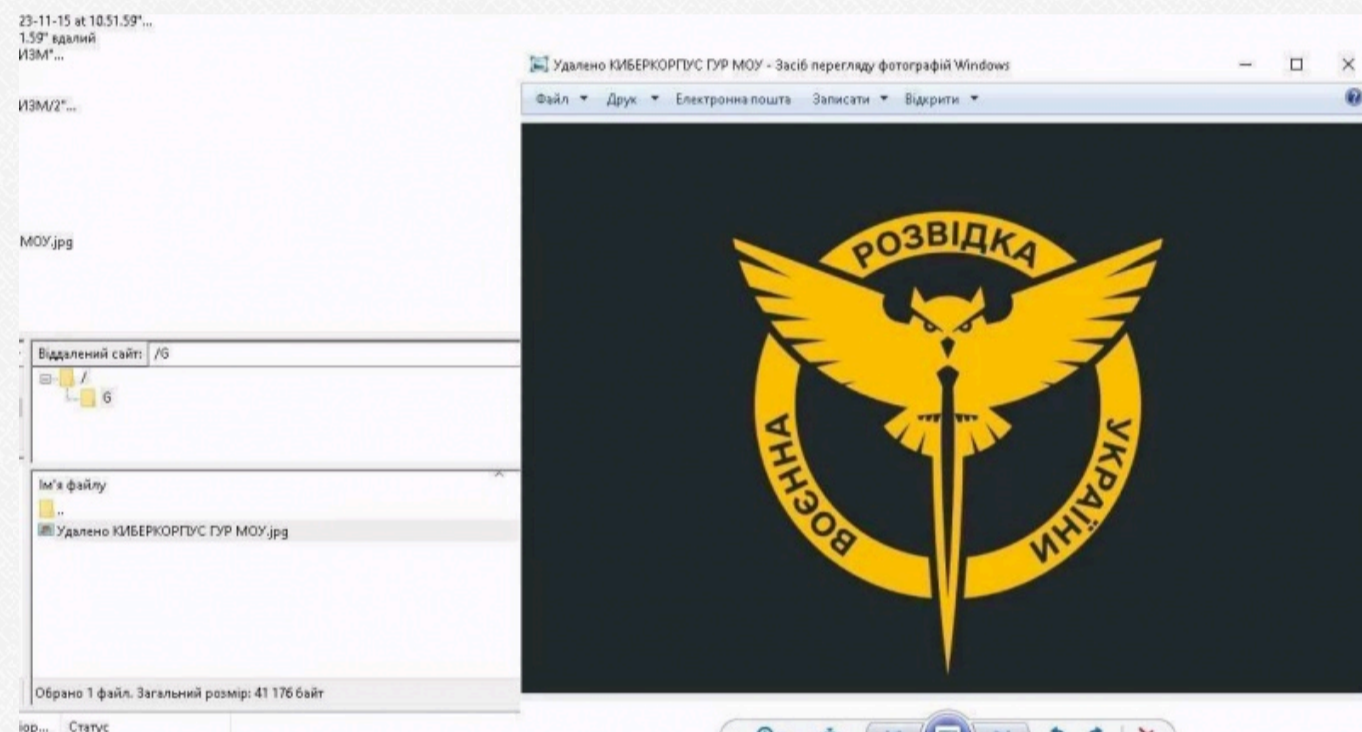 23-11-15 at 10.51.59"...
1.59" вдалий
ИЗМ"...
ИЗМ/2"...
МОУ.jpg
Віддалений сайт: /G
/
G
Ім'я файлу
..
Удалено КИБЕРКОРПУС ГУР МОУ.jpg
Обрано 1 файл. Загальний розмір: 41 176 байт
Статус
Удалено КИБЕРКОРПУС ГУР МОУ - Засіб перегляду фотографій Windows
Файл Друк Електронна пошта Записати Відкрити
РОЗВІДКА
ВОЄННА
УКРАЇНИ